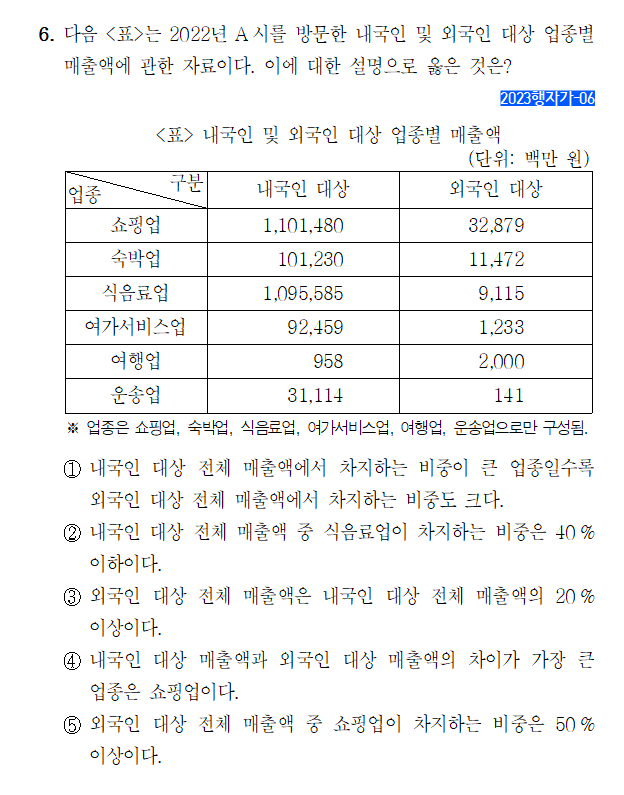 6. 다음 <표>는 2022년 A시를 방문한 내국인 및 외국인 대상 업종별
매출액에 관한 자료이다. 이에 대한 설명으로 옳은 것은?
2023행자가-06
<표> 내국인 및 외국인 대상 업종별 매출액
(단위: 백만 원)
업종 구분 내국인 대상 외국인 대상
쇼핑업 1,101,480 32,879
숙박업 101,230 11,472
식음료업 1,095,585 9,115
여가서비스업 92,459 1,233
여행업 958 2,000
운송업 31,114 141
※ 업종은 쇼핑업, 숙박업, 식음료업, 여가서비스업, 여행업, 운송업으로만 구성됨.
① 내국인 대상 전체 매출액에서 차지하는 비중이 큰 업종일수록
외국인 대상 전체 매출액에서 차지하는 비중도 크다.
② 내국인 대상 전체 매출액 중 식음료업이 차지하는 비중은 40%
이하이다.
③ 외국인 대상 전체 매출액은 내국인 대상 전체 매출액의 20%
이상이다.
④ 내국인 대상 매출액과 외국인 대상 매출액의 차이가 가장 큰
업종은 쇼핑업이다.
⑤ 외국인 대상 전체 매출액 중 쇼핑업이 차지하는 비중은 50%
이상이다.